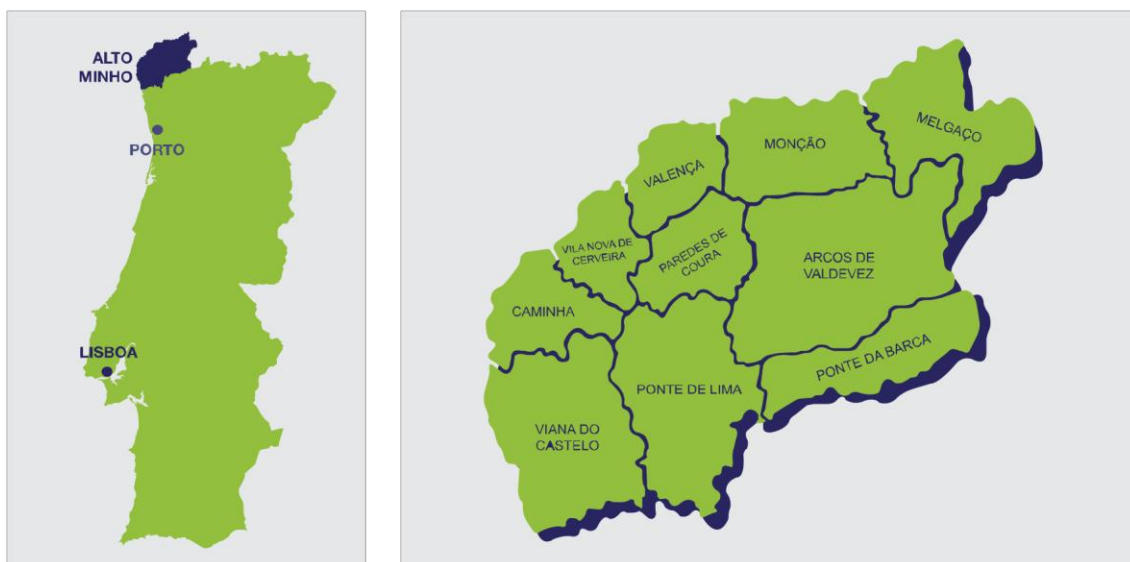 ALTO
MINHO
PORTO
LISBOA
MELGAÇO
MONÇÃO
VALENÇA
VILA NOVA DE
CERVEIRA
PAREDES DE
COURA
ARCOS DE
VALDEVEZ
CAMINHA
PONTE DA BARCA
PONTE DE LIMA
VIANA DO
CASTELO